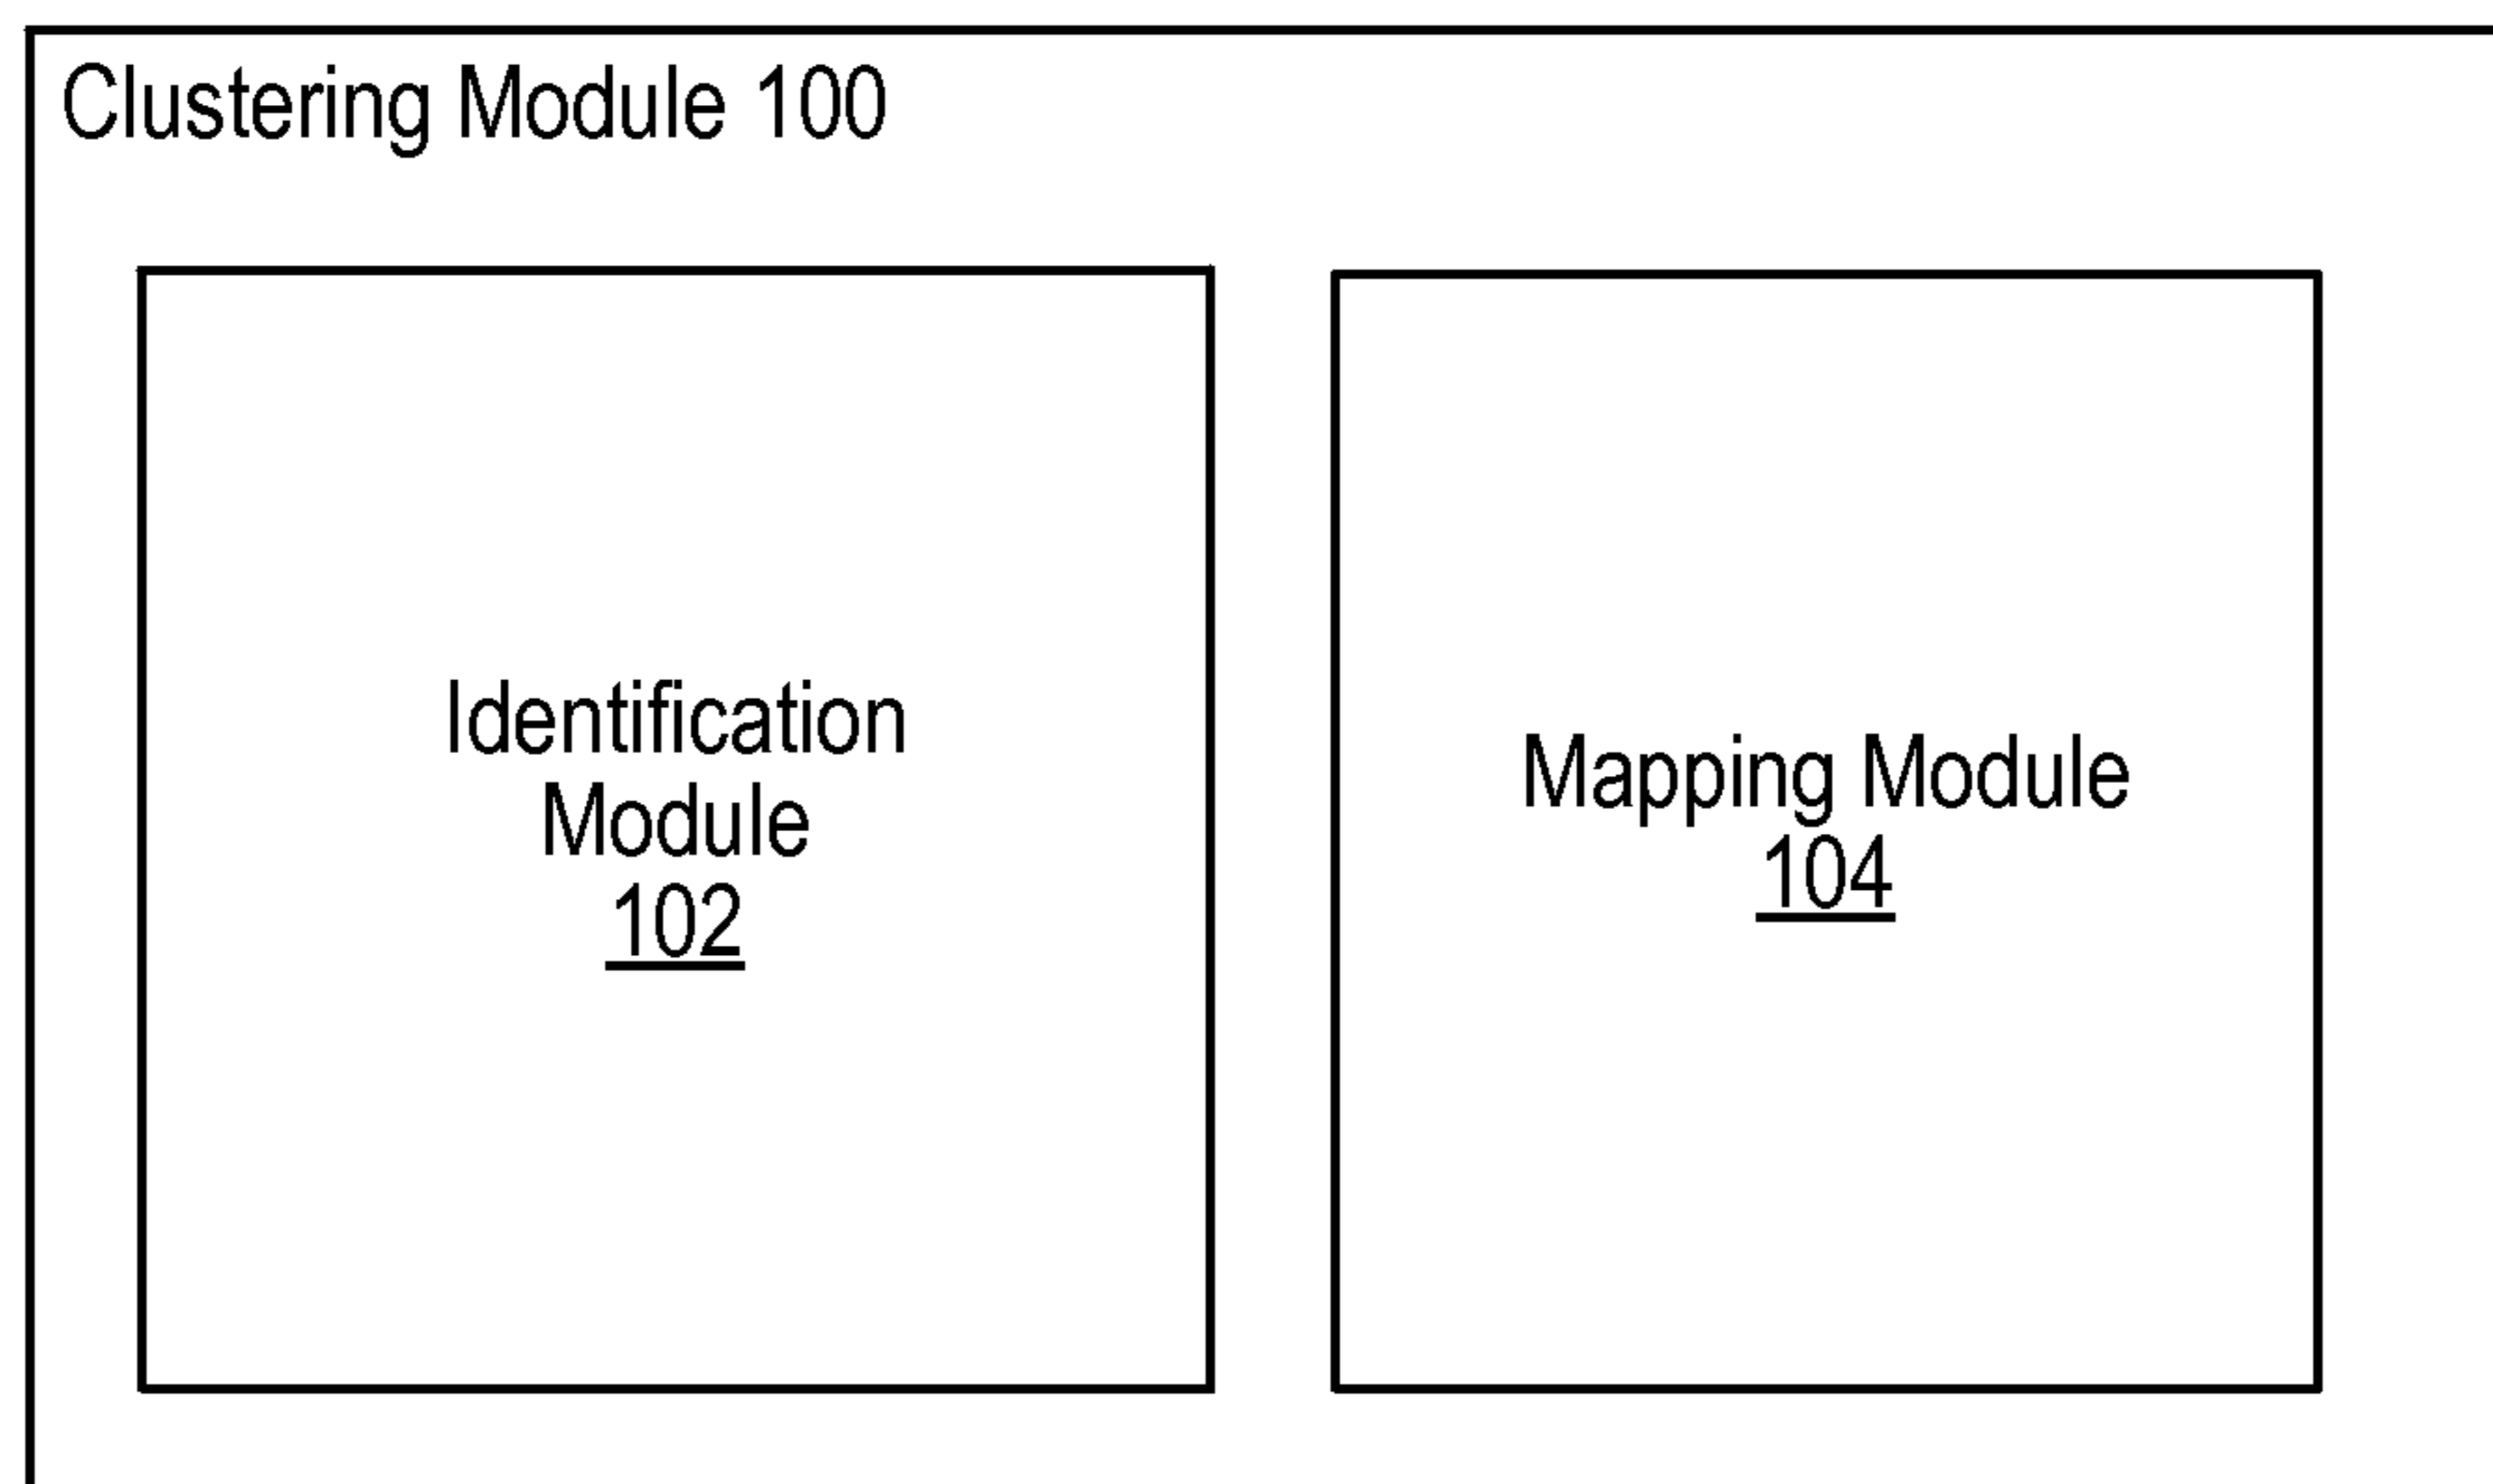 Clustering Module 100
Identification
Module
102
Mapping Module
104